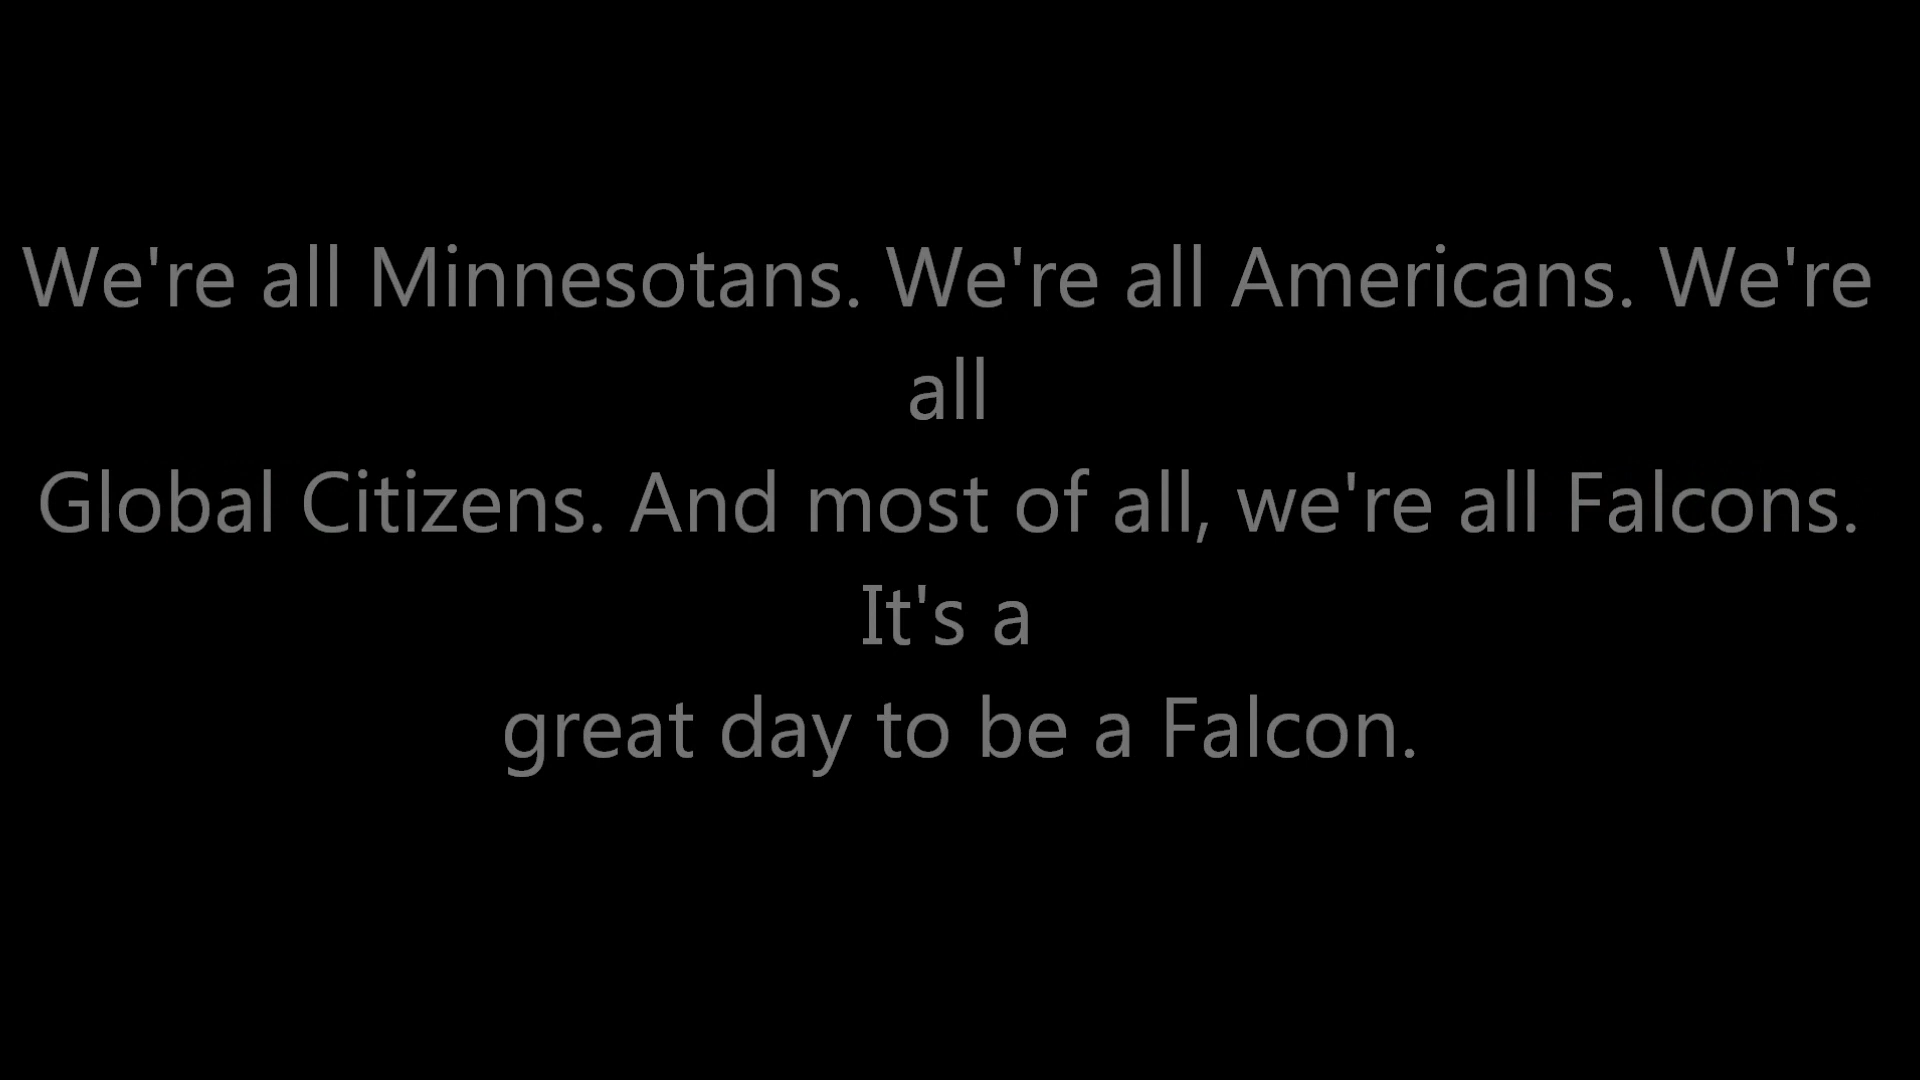 We're all Minnesotans. We're all Americans. We're
all
Global Citizens. And most of all, we're all Falcons.
It's a
great day to be a Falcon.